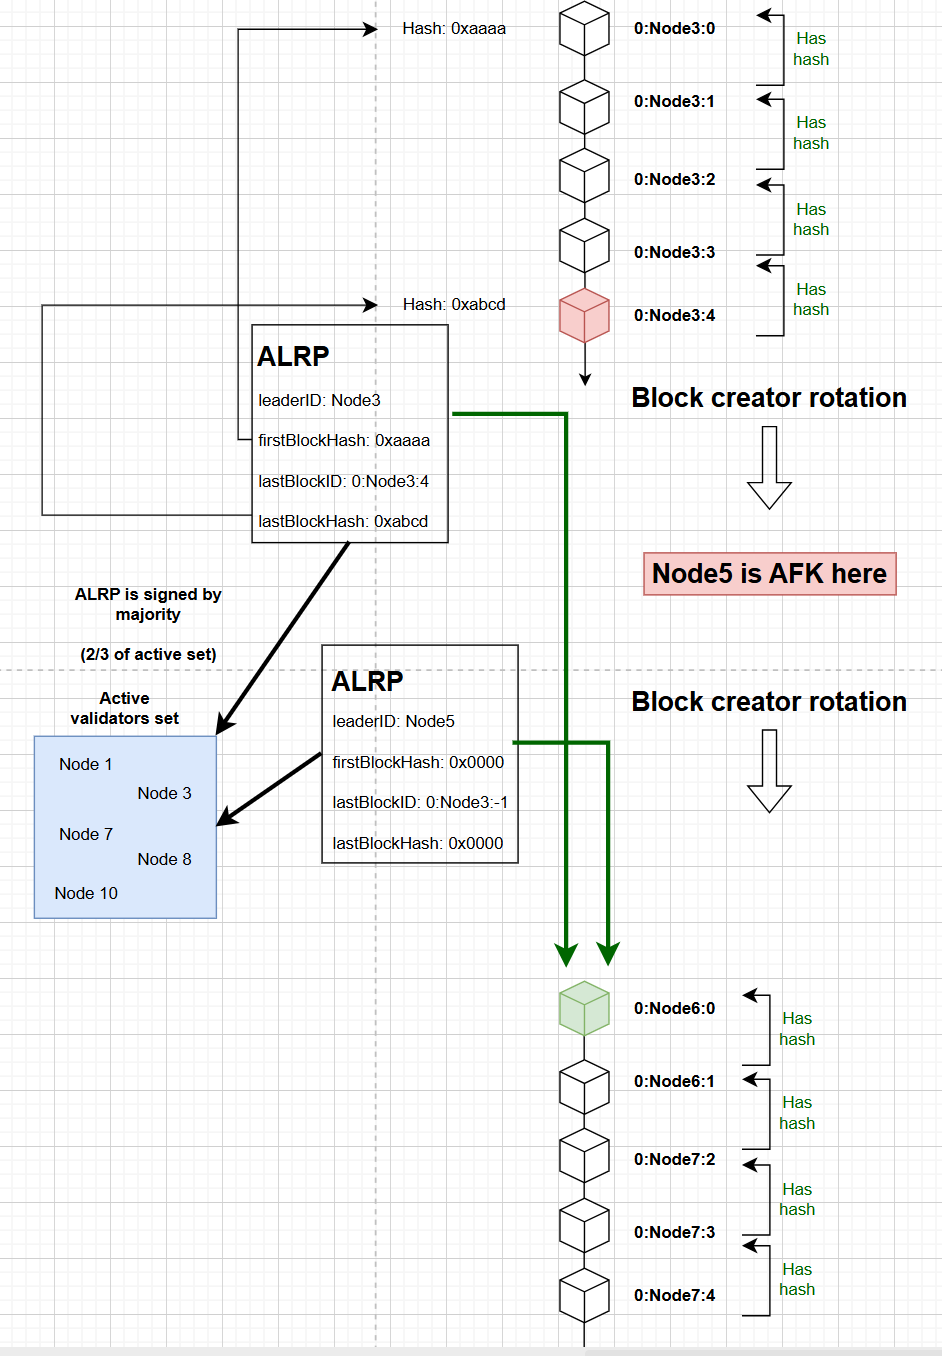 Hash: 0xaaaa
0:Node3:0
Has
hash
0:Node3:1
Has
hash
0:Node3:2
Has
hash
0:Node3:3
Has
hash
Hash: 0xabcd
0:Node3:4
ALRP
leaderID: Node3
firstBlockHash: 0xaaaa
lastBlockID: 0:Node3:4
lastBlockHash: 0xabcd
Block creator rotation
Node5 is AFK here
ALRP is signed by
majority
(2/3 of active set)
Active
validators set
Node 1
Node 3
Node 7
Node 8
Node 10
ALRP
leaderID: Node5
firstBlockHash: 0x0000
lastBlockID: 0:Node3:-1
lastBlockHash: 0x0000
Block creator rotation
0:Node6:0
Has
hash
0:Node6:1
Has
hash
0:Node7:2
Has
hash
0:Node7:3
Has
hash
0:Node7:4